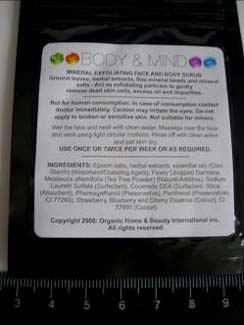 BODY & MIND
MINERAL EXFOLIATING FACE AND BODY SCRUB
Ground leaves, herbal extracts, fine mineral beads and mineral
salts - Act as exfoliating particles to gently
remove dead skin cells, excess oil and impurities.
Not for human consumption, in case of consumption contact
doctor immediately. Caution may irritate the eyes. Do not
apply to broken or sensitive skin. Not suitable for minors.
Wet the face and neck with clean water. Massage over the face
and neck using light circular motions. Rinse off with clean water
and pat skin dry.
USE ONCE OR TWICE PER WEEK OR AS REQUIRED.
INGREDIENTS: Epsom salts, herbal extracts, essential oils (Corn
Starch) (Absorbent/Chelating Agent), Finely Chopped Damiana,
Melaleuca alternifolia (Tea Tree Powder) (Natural Additive), Sodium
Laureth Sulfate (Surfactant), Cocamide DEA (Surfactant), Silica
(Absorbent), Phenoxyethanol (Preservative), Panthenol (Preservative),
CI 77265), Strawberry, Blueberry and Cherry Essence (Colour), CI
77891 (Colour).
Copyright 2008: Organic Home & Beauty International Inc.
All rights reserved.
3 4 5 6 7 8 9